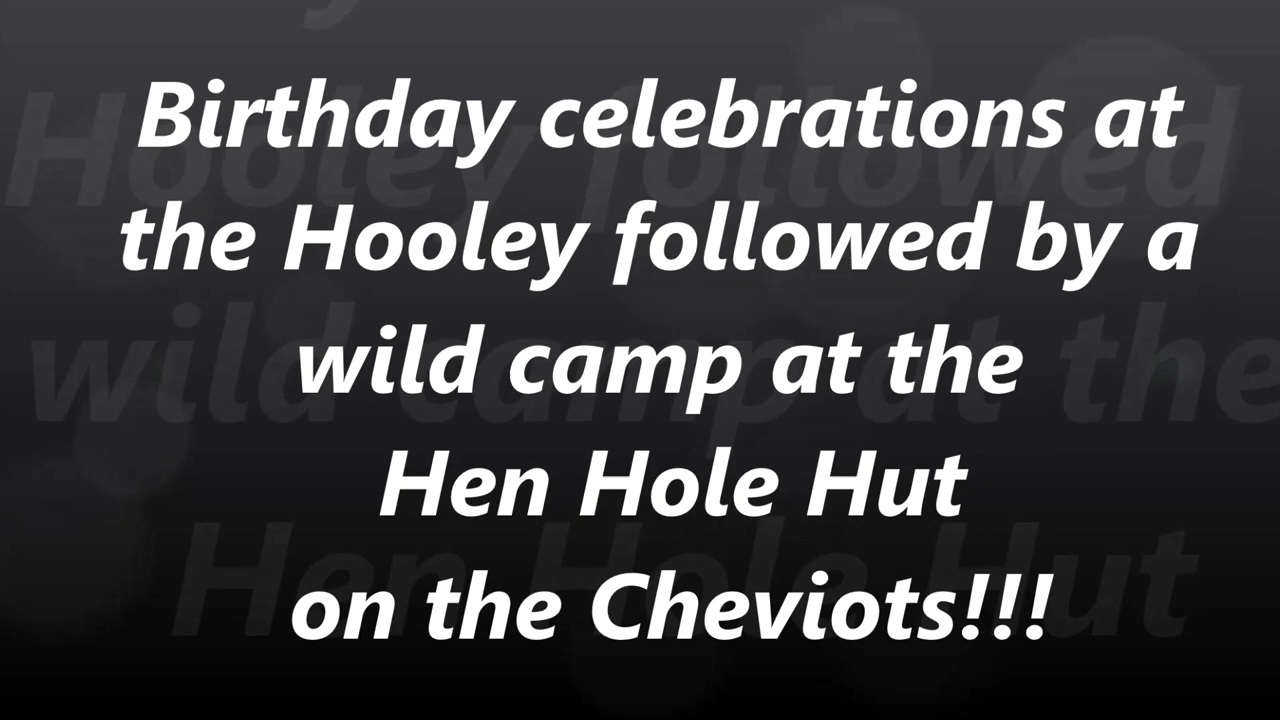 Birthday celebrations at
the Hooley followed by a
wild camp at the
Hen Hole Hut
on the Cheviots!!!